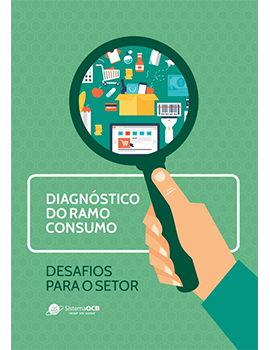 DIAGNÓSTICO
DO RAMO
CONSUMO
DESAFIOS
PARA O SETOR
SistemaOCB